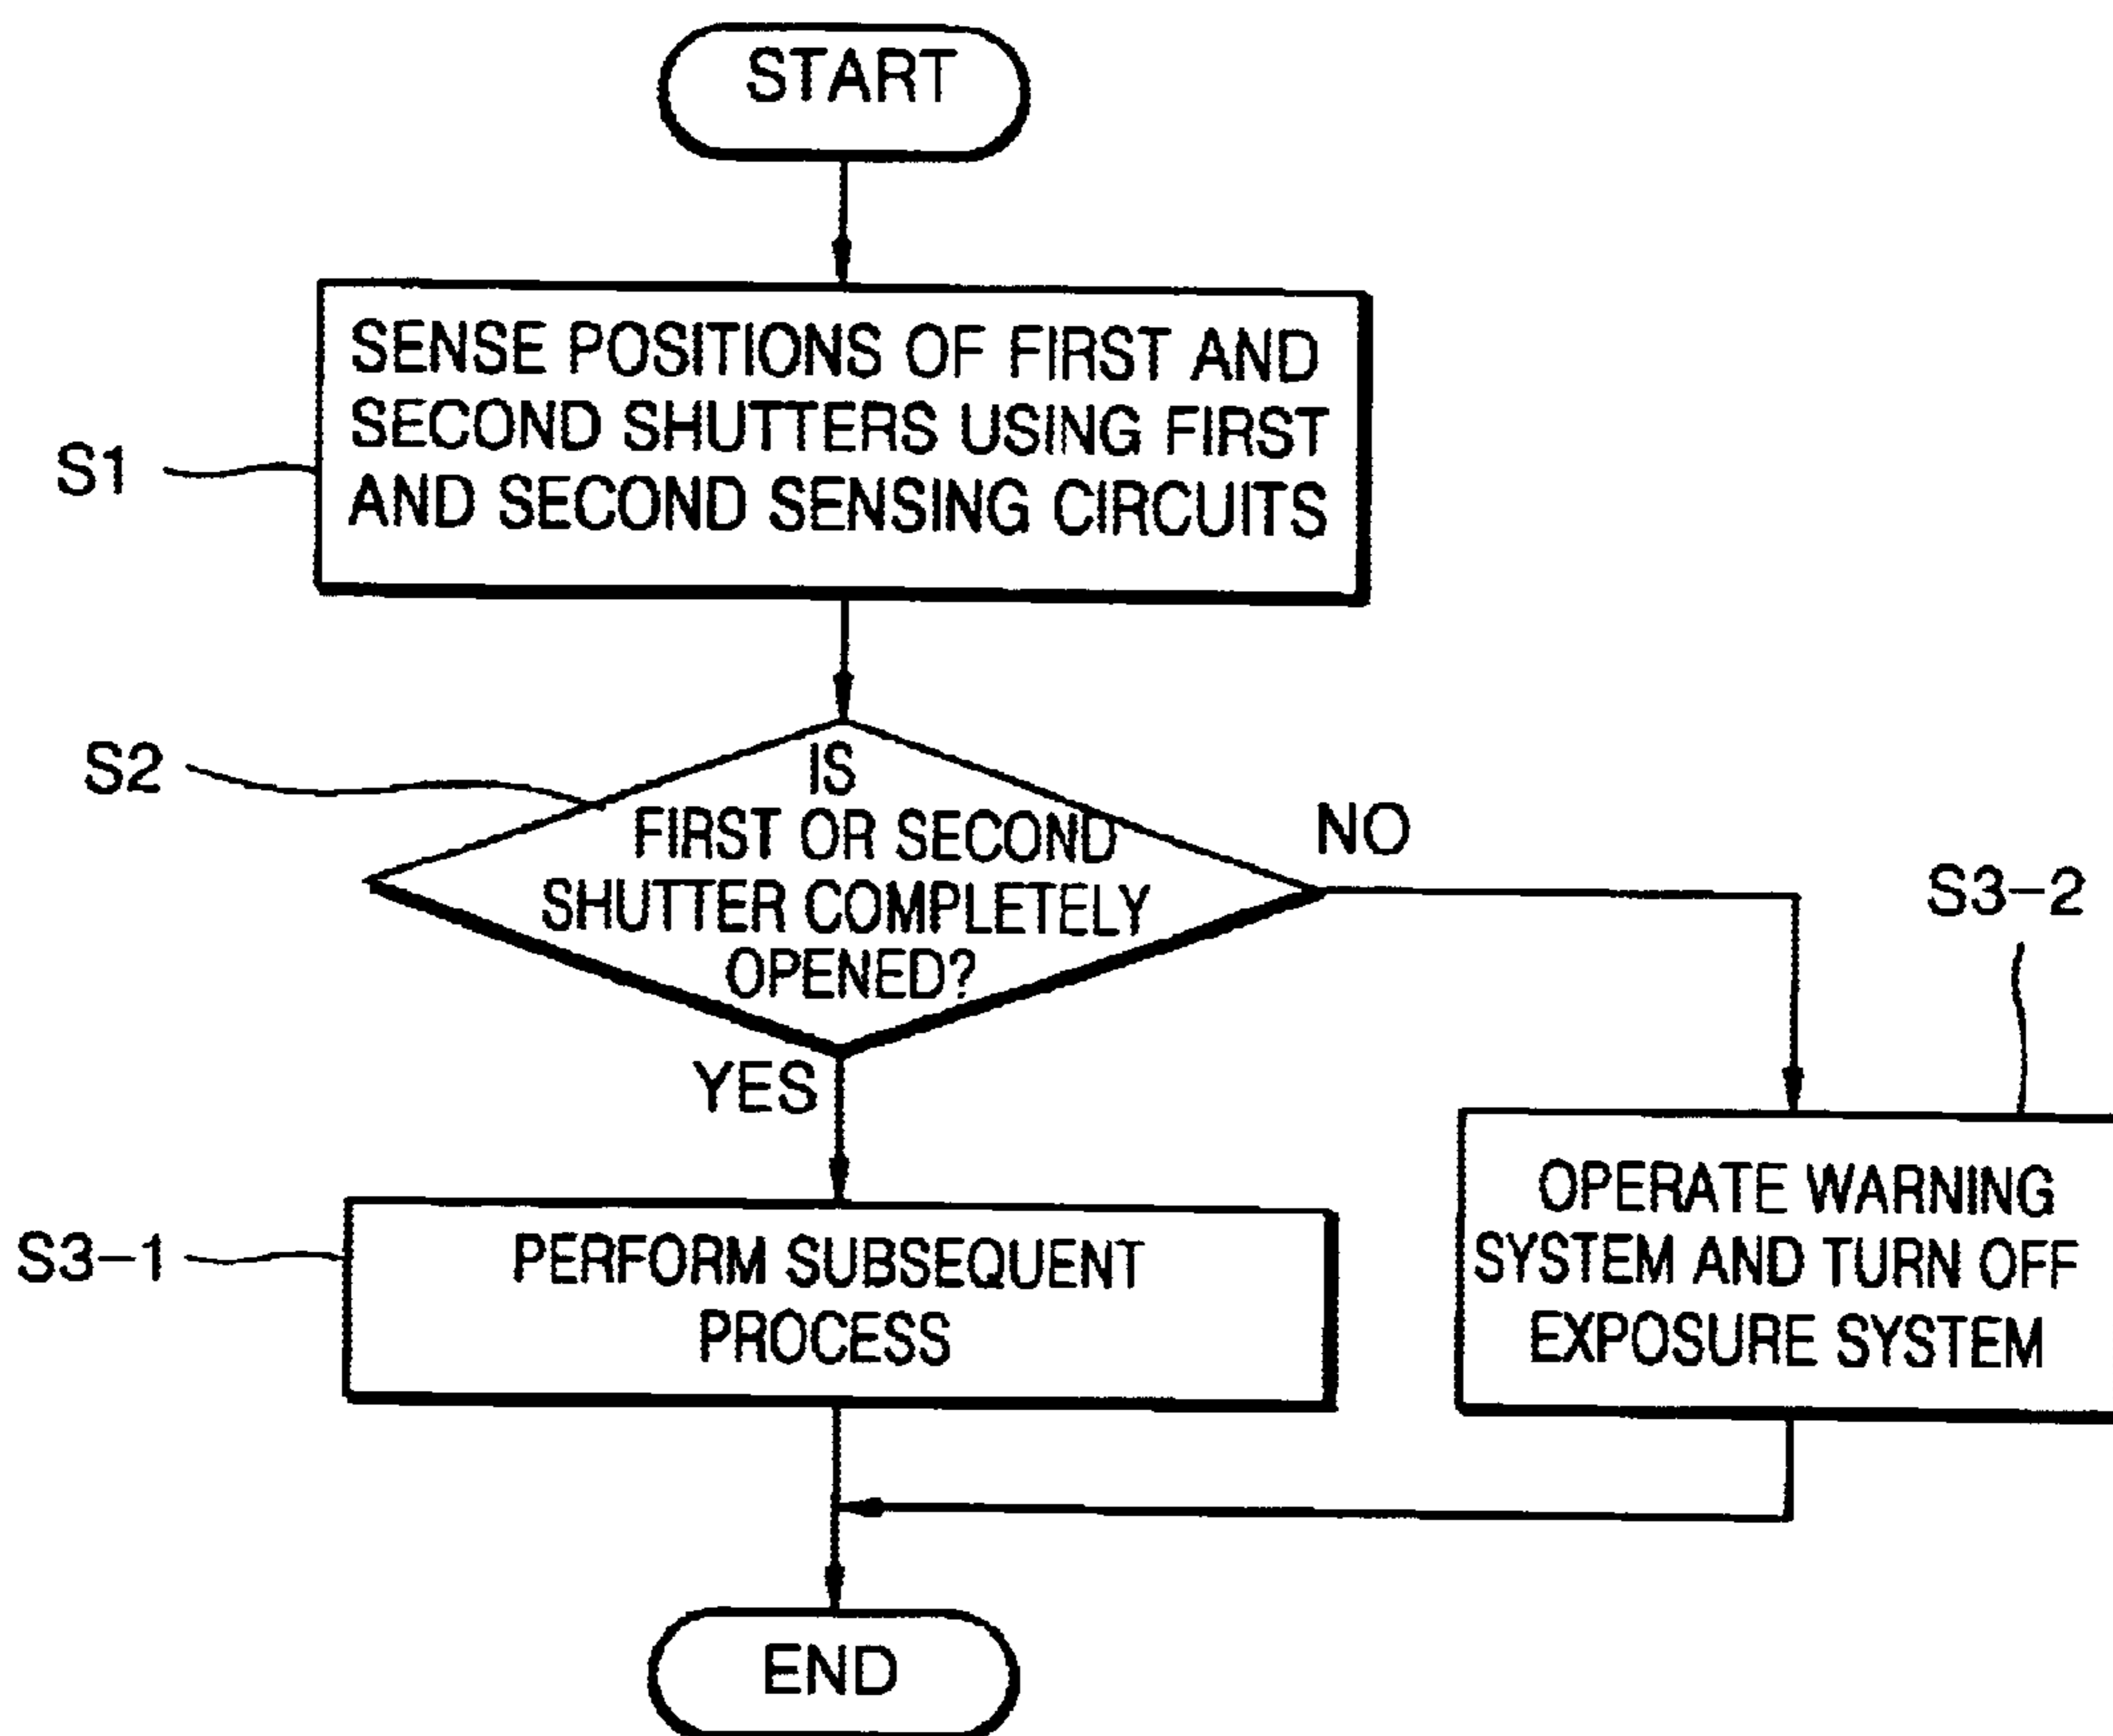 START
SENSE POSITIONS OF FIRST AND
SECOND SHUTTERS USING FIRST
AND SECOND SENSING CIRCUITS
S1
IS
FIRST OR SECOND
SHUTTER COMPLETELY
OPENED?
S2
NO
YES
S3-2
OPERATE WARNING
SYSTEM AND TURN OFF
EXPOSURE SYSTEM
S3-1
PERFORM SUBSEQUENT
PROCESS
END